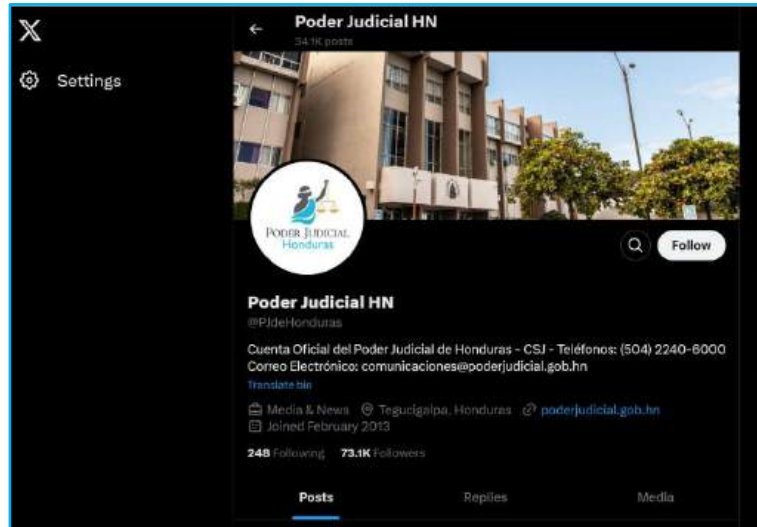 Poder Judicial HN
34.1K posts
Settings
PODER JUDICIAL
Honduras
Follow
Poder Judicial HN
@PJdeHonduras
Cuenta Oficial del Poder Judicial de Honduras - CSJ - Teléfonos: (504) 2240-6000
Correo Electrónico: comunicaciones@poderjudicial.gob.hn
Translate bio
Media & News Tegucigalpa, Honduras poderjudicial.gob.hn
Joined February 2013
248 Following 73.1K Followers
Posts Replies Media